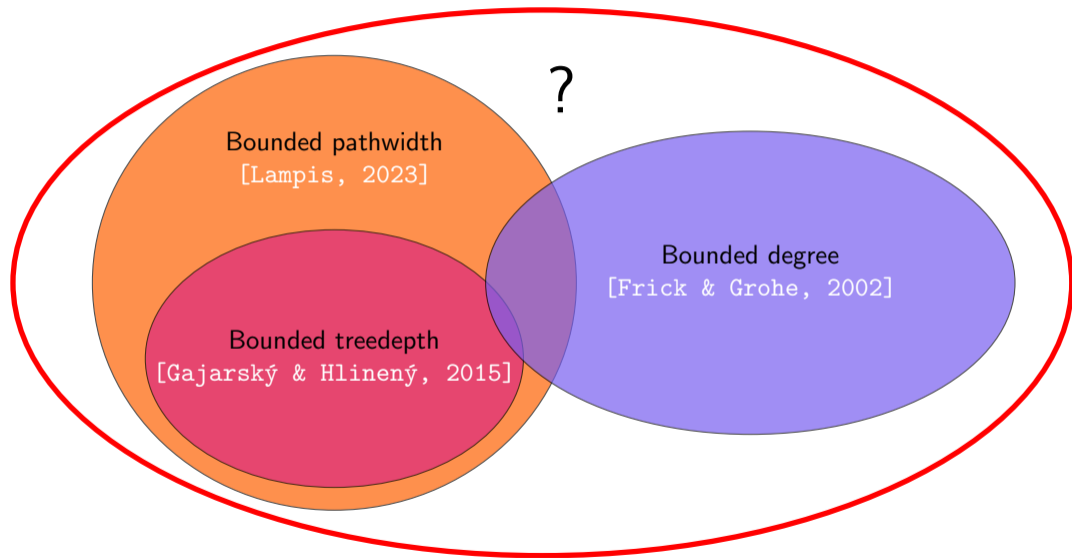 ?
Bounded pathwidth
[Lampis, 2023]
Bounded degree
[Frick & Grohe, 2002]
Bounded treedepth
[Gajarský & Hlinený, 2015]